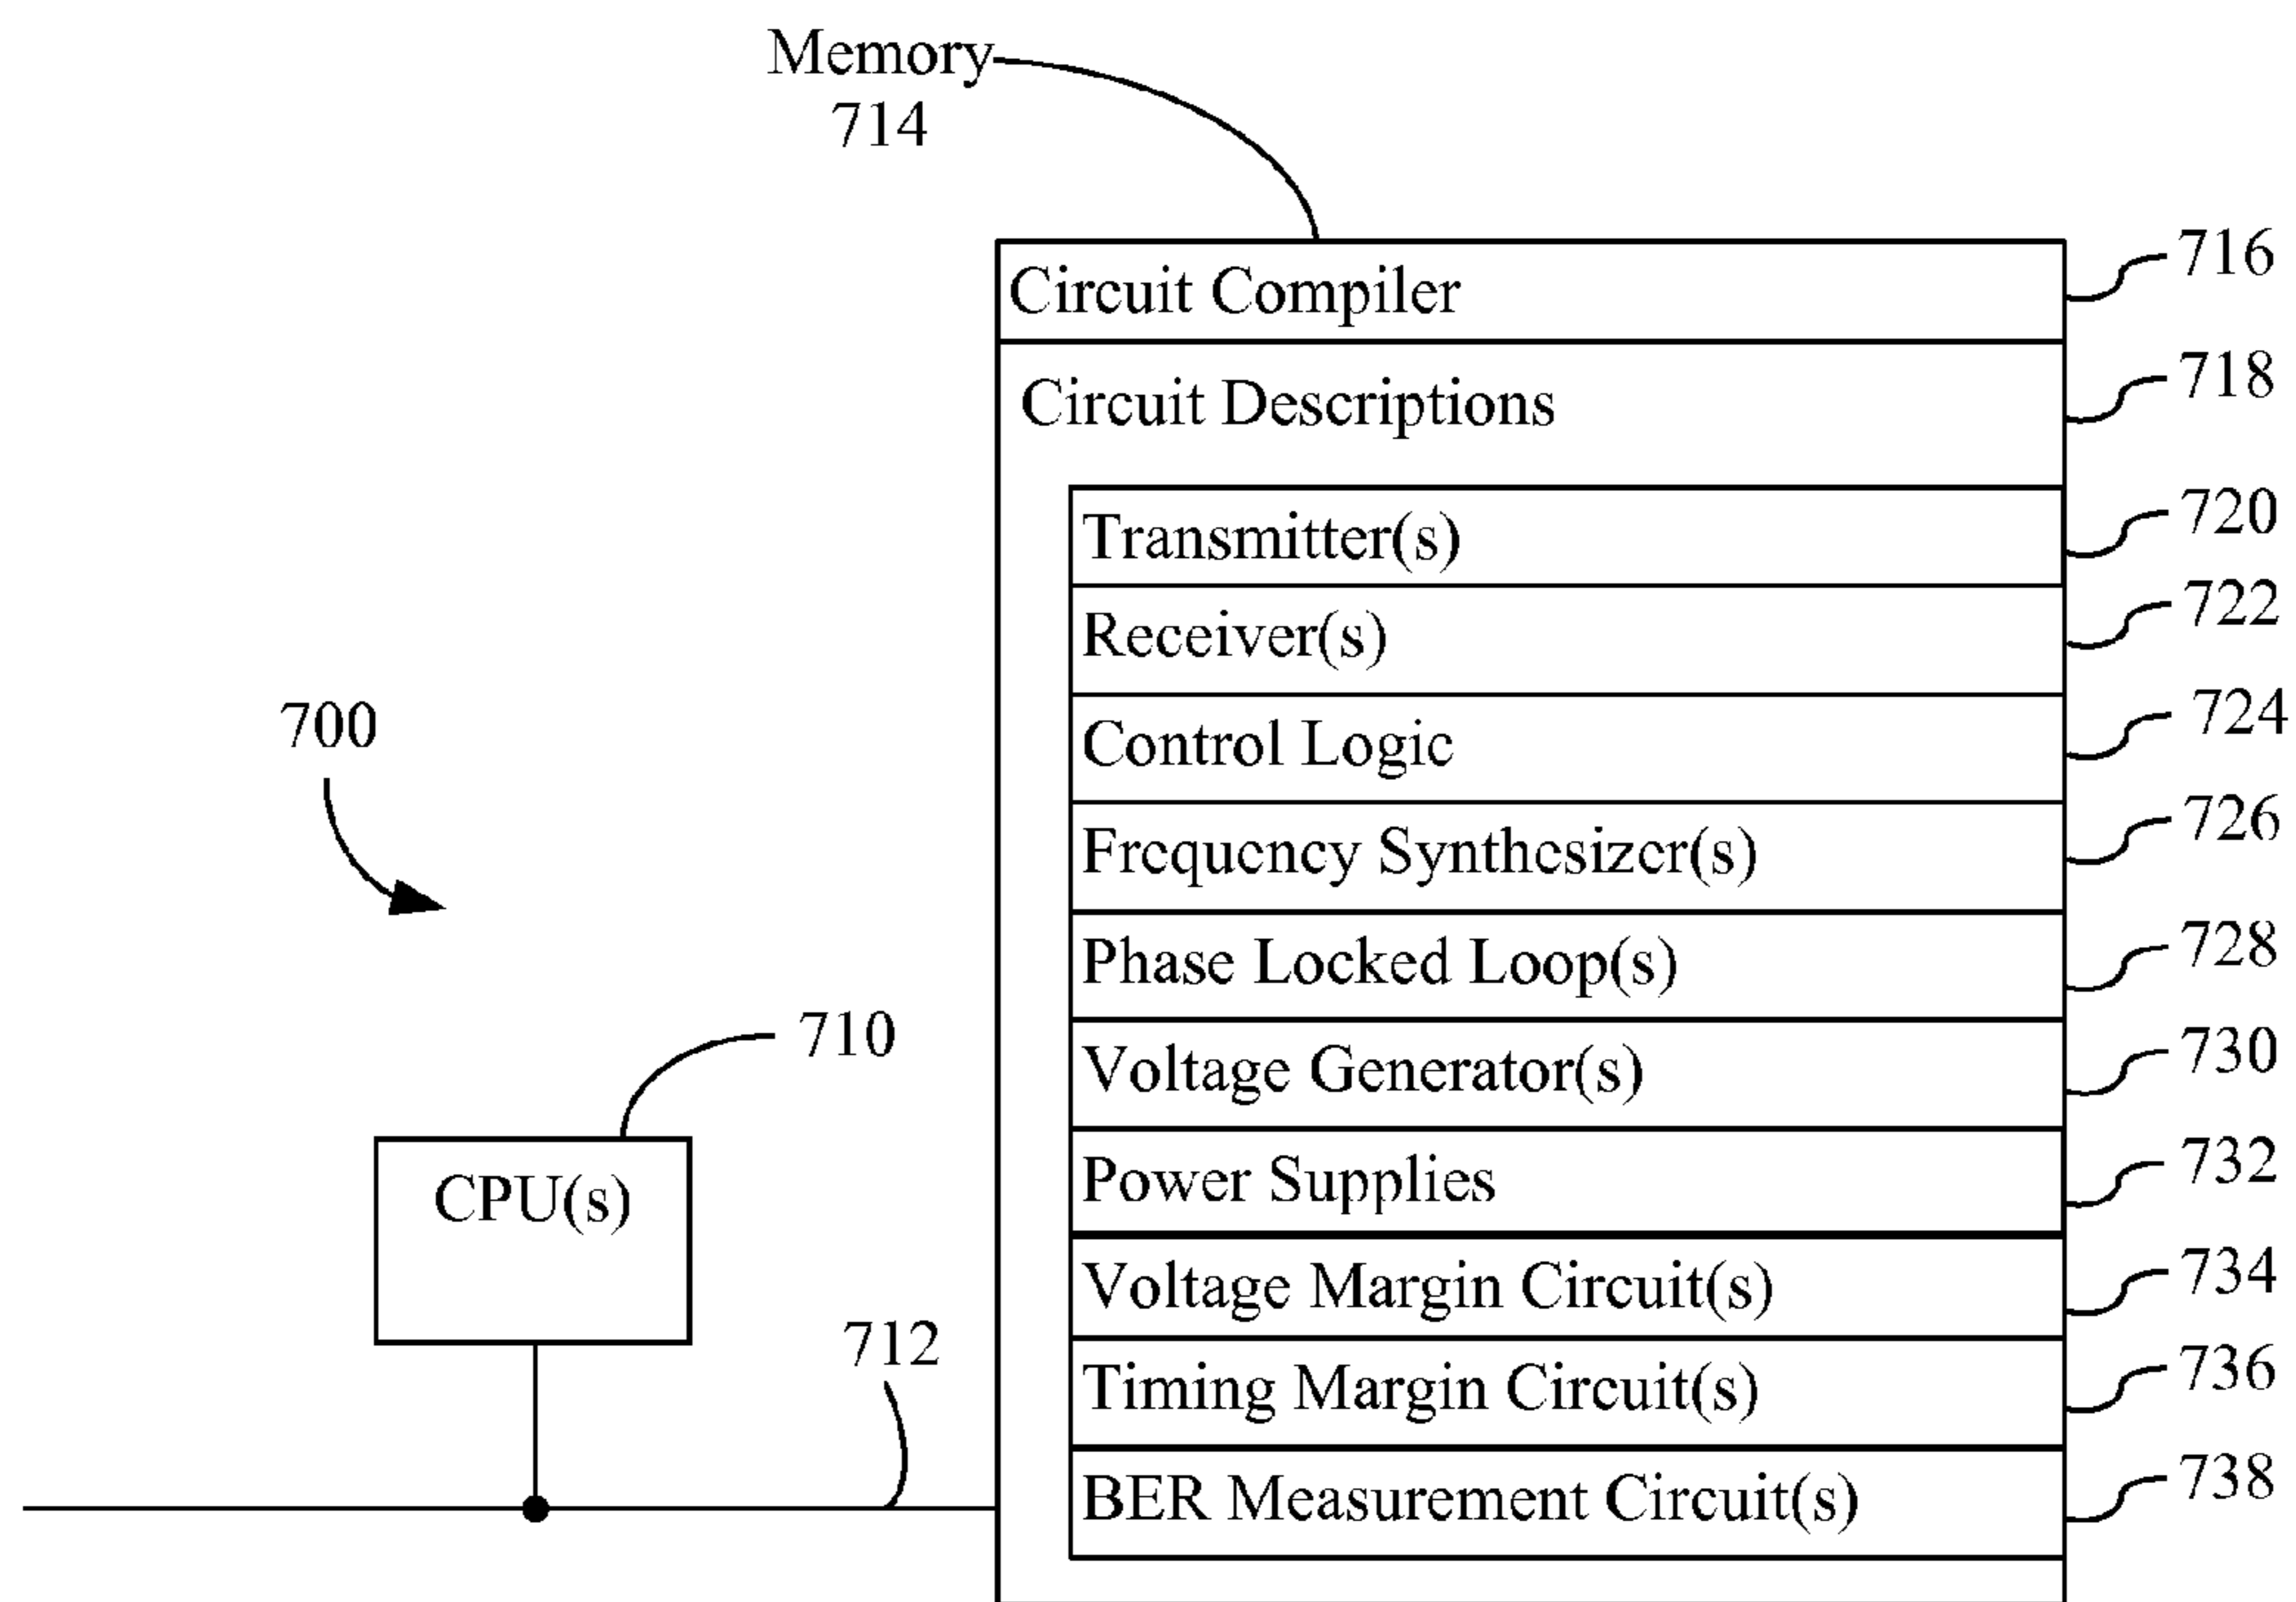 Memory
714
Circuit Compiler
716
Circuit Descriptions
718
Transmitter(s)
720
Receiver(s)
722
Control Logic
724
Frequency Synthesizer(s)
726
Phase Locked Loop(s)
728
Voltage Generator(s)
730
Power Supplies
732
Voltage Margin Circuit(s)
734
Timing Margin Circuit(s)
736
BER Measurement Circuit(s)
738
700
710
CPU(s)
712